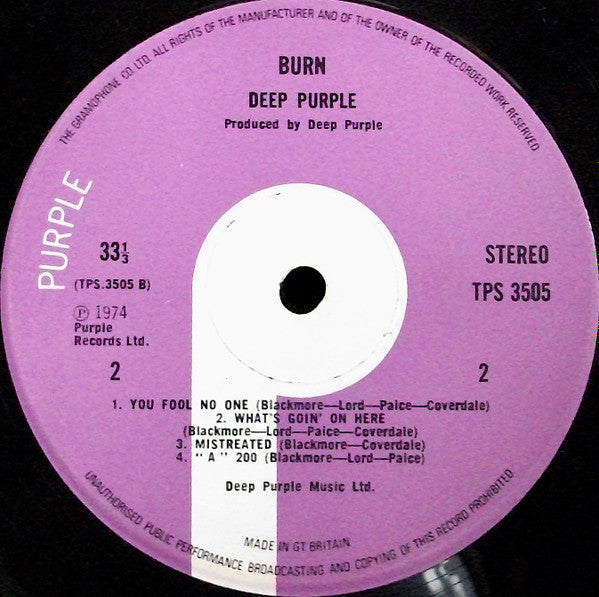 THE GRAMOPHONE CO. LTD. ALL RIGHTS OF THE MANUFACTURER AND OF THE OWNER OF THE RECORDED WORK RESERVED
BURN
DEEP PURPLE
Produced by Deep Purple
PURPLE
33⅓
STEREO
(TPS.3505 B)
TPS 3505
Ⓟ 1974
Purple
Records Ltd.
2
2
1. YOU FOOL NO ONE (Blackmore—Lord—Paice—Coverdale)
2. WHAT'S GOIN' ON HERE
(Blackmore—Lord—Paice—Coverdale)
3. MISTREATED (Blackmore—Coverdale)
4. "A" 200 (Blackmore—Lord—Paice)
Deep Purple Music Ltd.
MADE IN GT. BRITAIN
UNAUTHORISED PUBLIC PERFORMANCE BROADCASTING AND COPYING OF THIS RECORD PROHIBITED